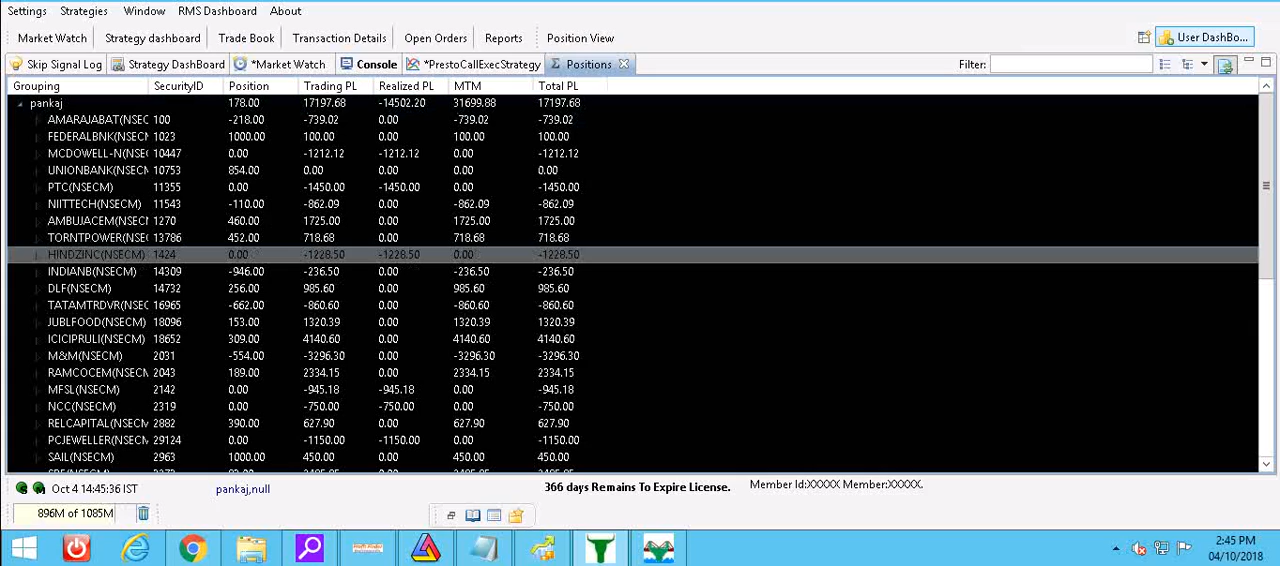 Settings Strategies Window RMS Dashboard About
Market Watch Strategy dashboard Trade Book Transaction Details Open Orders Reports Position View User DashBo...
Skip Signal Log Strategy DashBoard *Market Watch Console *PrestoCallExecStrategy Positions Filter:
Grouping SecurityID Position Trading PL Realized PL MTM Total PL
pankaj 178.00 17197.68 -14502.20 31699.88 17197.68
AMARAJABAT(NSEC 100 -218.00 -739.02 0.00 -739.02 -739.02
FEDERALBNK(NSECM 1023 1000.00 100.00 0.00 100.00 100.00
MCDOWELL-N(NSEC 10447 0.00 -1212.12 -1212.12 0.00 -1212.12
UNIONBANK(NSECM 10753 854.00 0.00 0.00 0.00 0.00
PTC(NSECM) 11355 0.00 -1450.00 -1450.00 0.00 -1450.00
NIITTECH(NSECM) 11543 -110.00 -862.09 0.00 -862.09 -862.09
AMBUJACEM(NSECM) 1270 460.00 1725.00 0.00 1725.00 1725.00
TORNTPOWER(NSEC 13786 452.00 718.68 0.00 718.68 718.68
HINDZINC(NSECM) 1424 0.00 -1228.50 -1228.50 0.00 -1228.50
INDIANB(NSECM) 14309 -946.00 -236.50 0.00 -236.50 -236.50
DLF(NSECM) 14732 256.00 985.60 0.00 985.60 985.60
TATAMTRDVR(NSEC 16965 -662.00 -860.60 0.00 -860.60 -860.60
JUBLFOOD(NSECM) 18096 153.00 1320.39 0.00 1320.39 1320.39
ICICIPRULI(NSECM) 18652 309.00 4140.60 0.00 4140.60 4140.60
M&M(NSECM) 2031 -554.00 -3296.30 0.00 -3296.30 -3296.30
RAMCOCEM(NSECM) 2043 189.00 2334.15 0.00 2334.15 2334.15
MFSL(NSECM) 2142 0.00 -945.18 -945.18 0.00 -945.18
NCC(NSECM) 2319 0.00 -750.00 -750.00 0.00 -750.00
RELCAPITAL(NSECM) 2882 390.00 627.90 0.00 627.90 627.90
PCJEWELLER(NSECM 29124 0.00 -1150.00 -1150.00 0.00 -1150.00
SAIL(NSECM) 2963 1000.00 450.00 0.00 450.00 450.00
Oct 4 14:45:36 IST pankaj,null 366 days Remains To Expire License. Member Id:XXXXX Member:XXXXX.
896M of 1085M
2:45 PM
04/10/2018